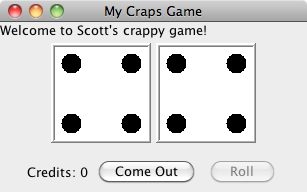 My Craps Game
Welcome to Scott's crappy game!
Credits: 0 Come Out Roll